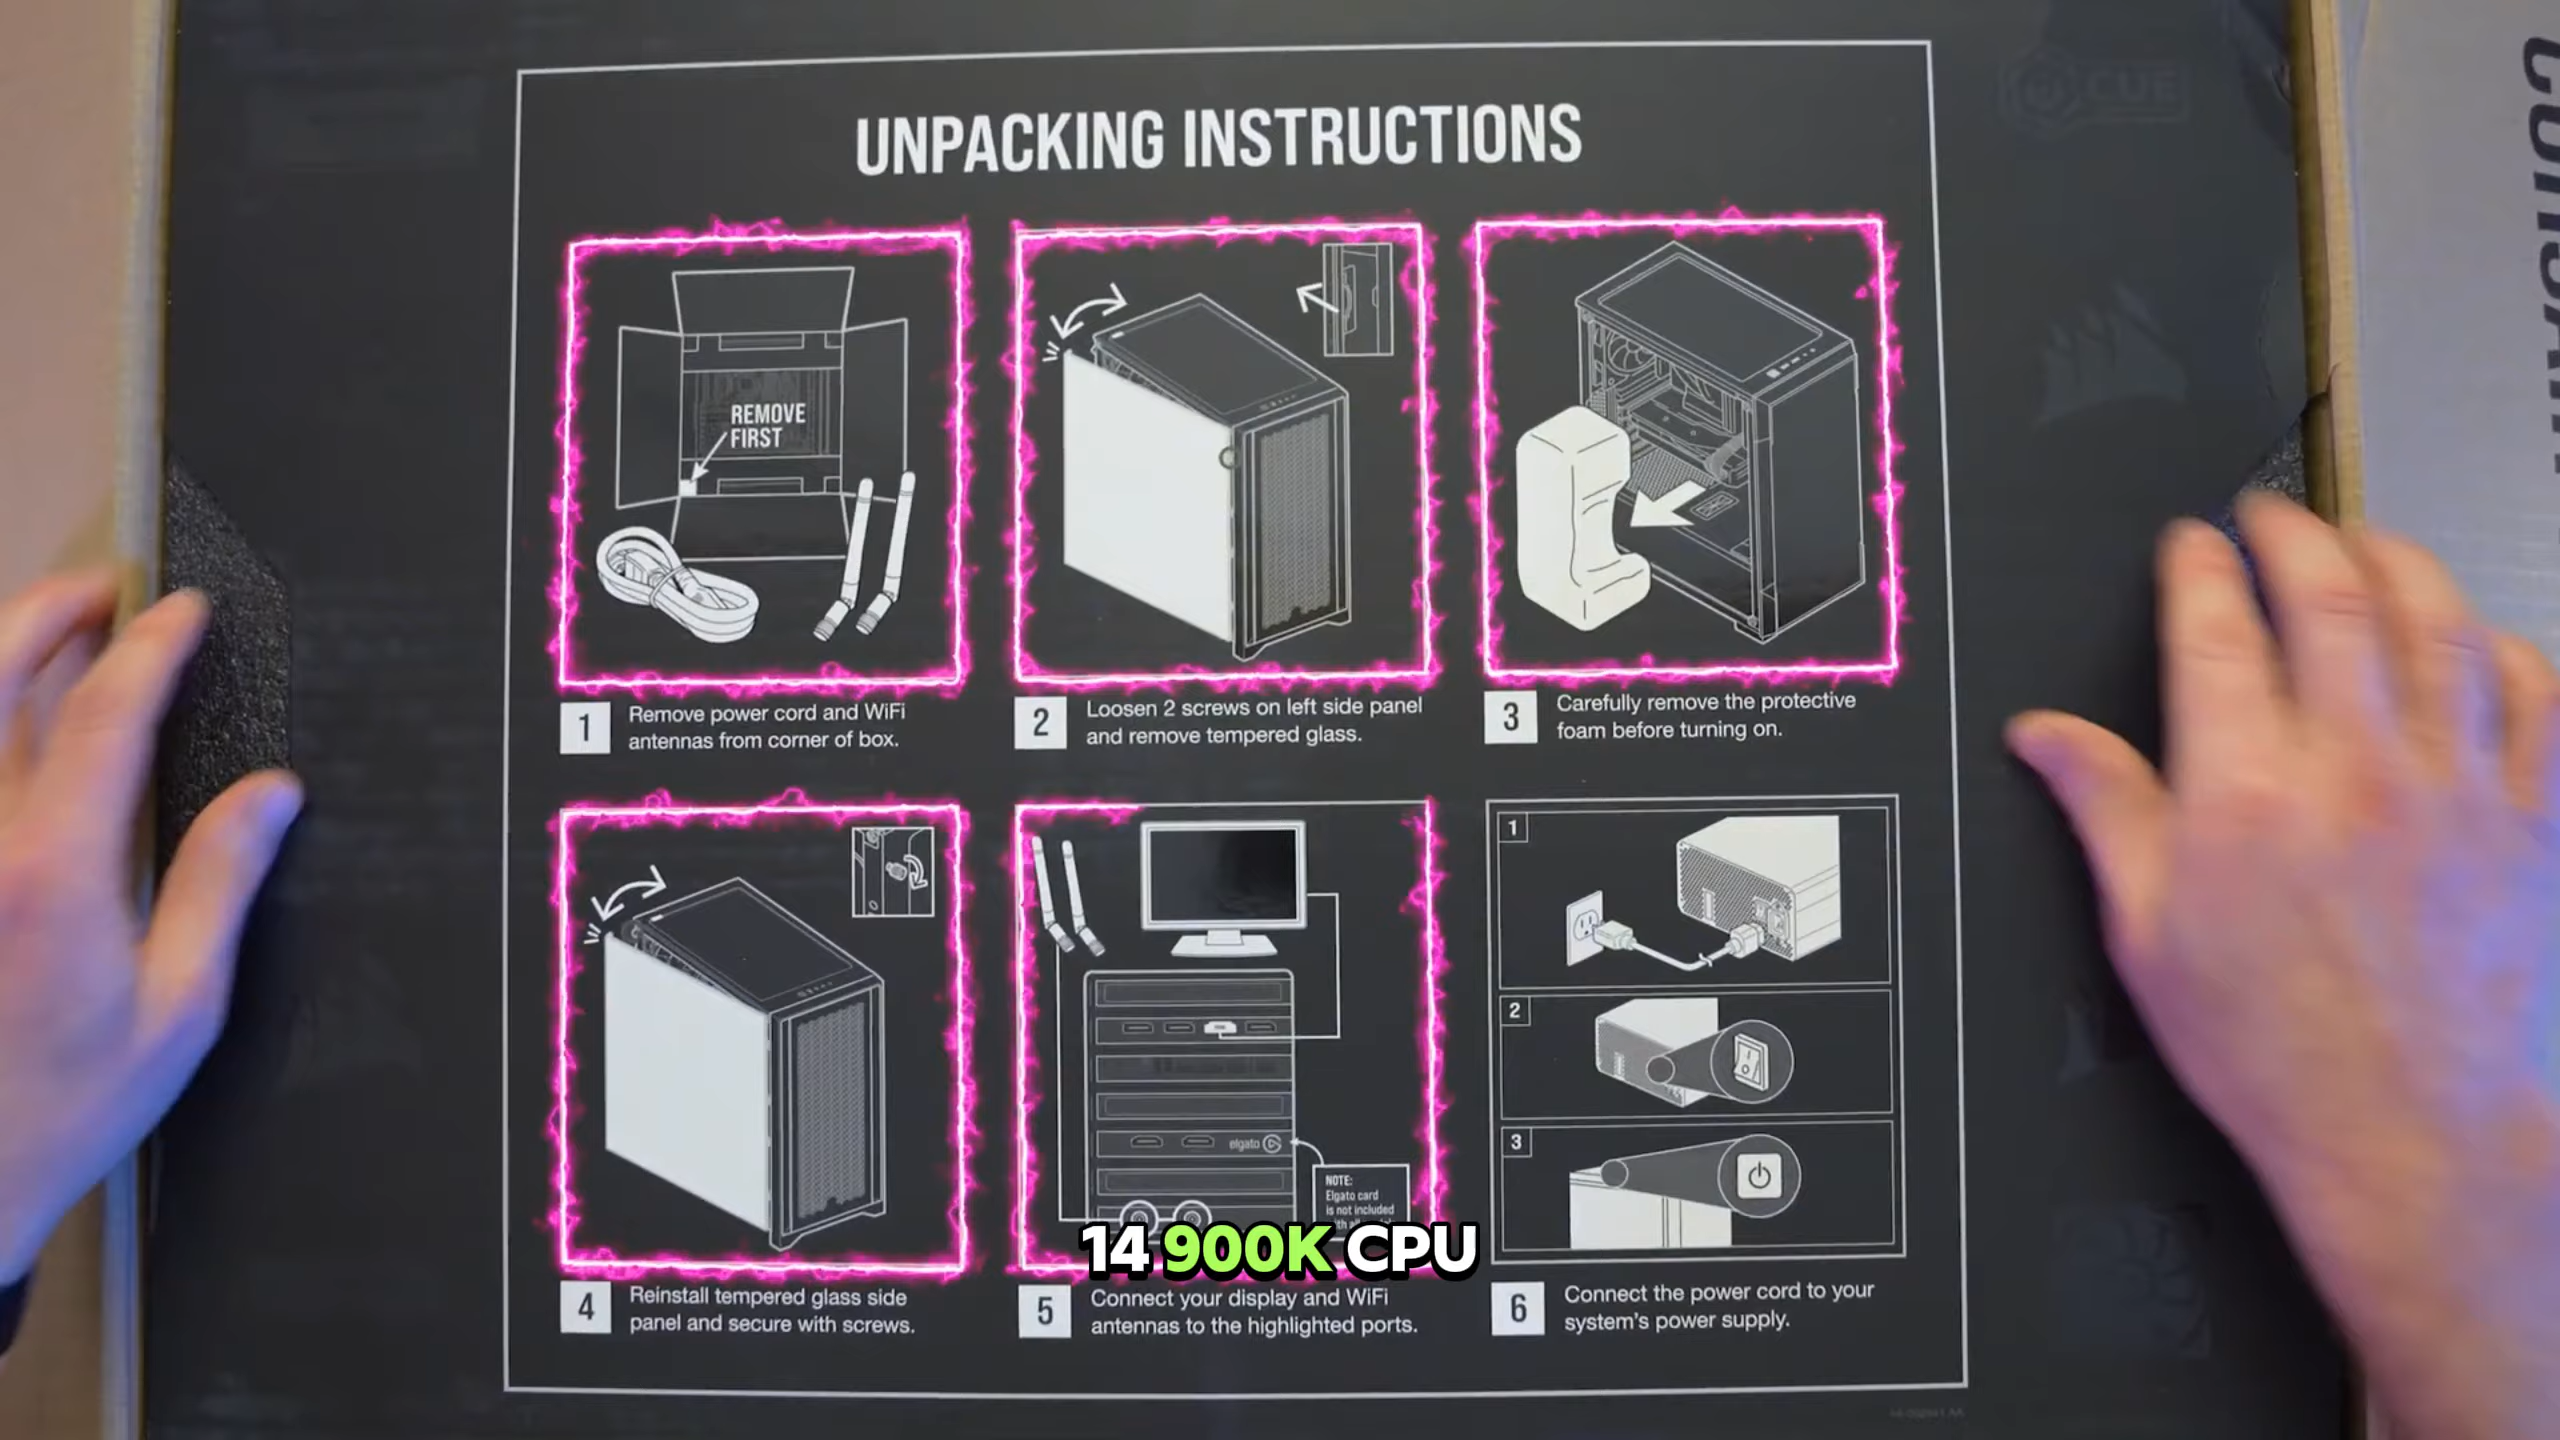 UNPACKING INSTRUCTIONS
CORSAIR
CUE
REMOVE
FIRST
1
Remove power cord and WiFi
antennas from corner of box.
2
Loosen 2 screws on left side panel
and remove tempered glass.
3
Carefully remove the protective
foam before turning on.
4
Reinstall tempered glass side
panel and secure with screws.
elgato
NOTE:
Elgato card
is not included
14 900K CPU
5
Connect your display and WiFi
antennas to the highlighted ports.
1
2
3
6
Connect the power cord to your
system's power supply.